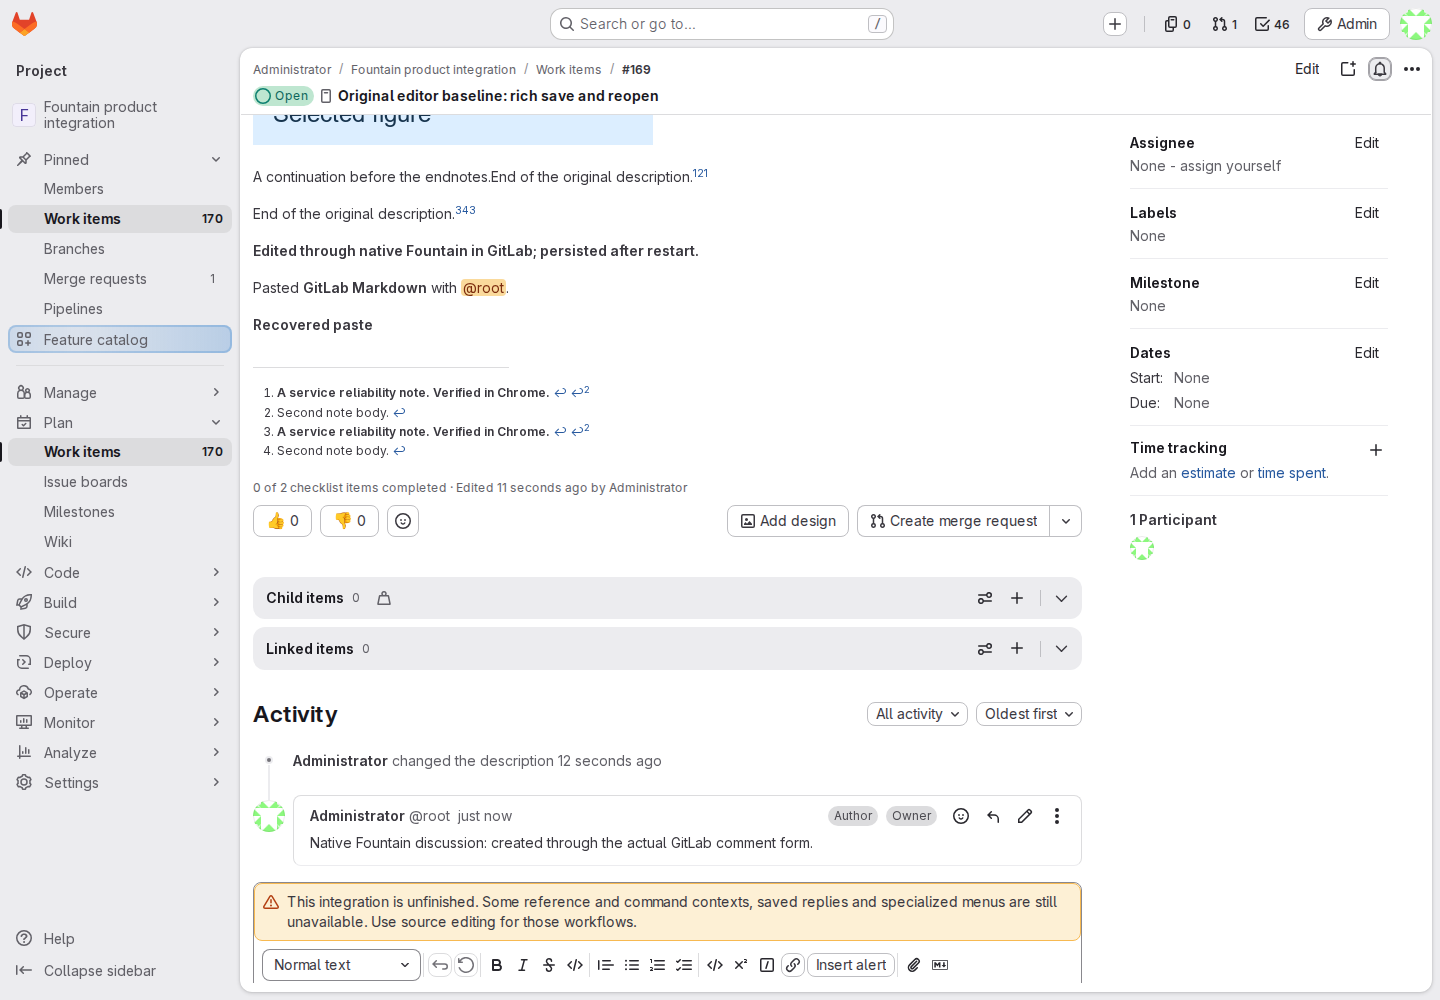 Search or go to... /
0
1
46
Admin
Project
F
Fountain product
integration
Pinned
Members
Work items 170
Branches
Merge requests 1
Pipelines
Feature catalog
Manage
Plan
Work items 170
Issue boards
Milestones
Wiki
Code
Build
Secure
Deploy
Operate
Monitor
Analyze
Settings
Help
Collapse sidebar
Administrator / Fountain product integration / Work items / #169
Edit
Open Original editor baseline: rich save and reopen
Selected figure
A continuation before the endnotes.End of the original description.121
End of the original description.343
Edited through native Fountain in GitLab; persisted after restart.
Pasted GitLab Markdown with @root.
Recovered paste
1. A service reliability note. Verified in Chrome. ↩ ↩2
2. Second note body. ↩
3. A service reliability note. Verified in Chrome. ↩ ↩2
4. Second note body. ↩
0 of 2 checklist items completed · Edited 11 seconds ago by Administrator
👍 0
👎 0
Add design
Create merge request
Child items 0
Linked items 0
Activity
All activity
Oldest first
Administrator changed the description 12 seconds ago
Administrator @root just now
Author
Owner
Native Fountain discussion: created through the actual GitLab comment form.
This integration is unfinished. Some reference and command contexts, saved replies and specialized menus are still
unavailable. Use source editing for those workflows.
Normal text
Insert alert
Assignee Edit
None - assign yourself
Labels Edit
None
Milestone Edit
None
Dates Edit
Start: None
Due: None
Time tracking
Add an estimate or time spent.
1 Participant